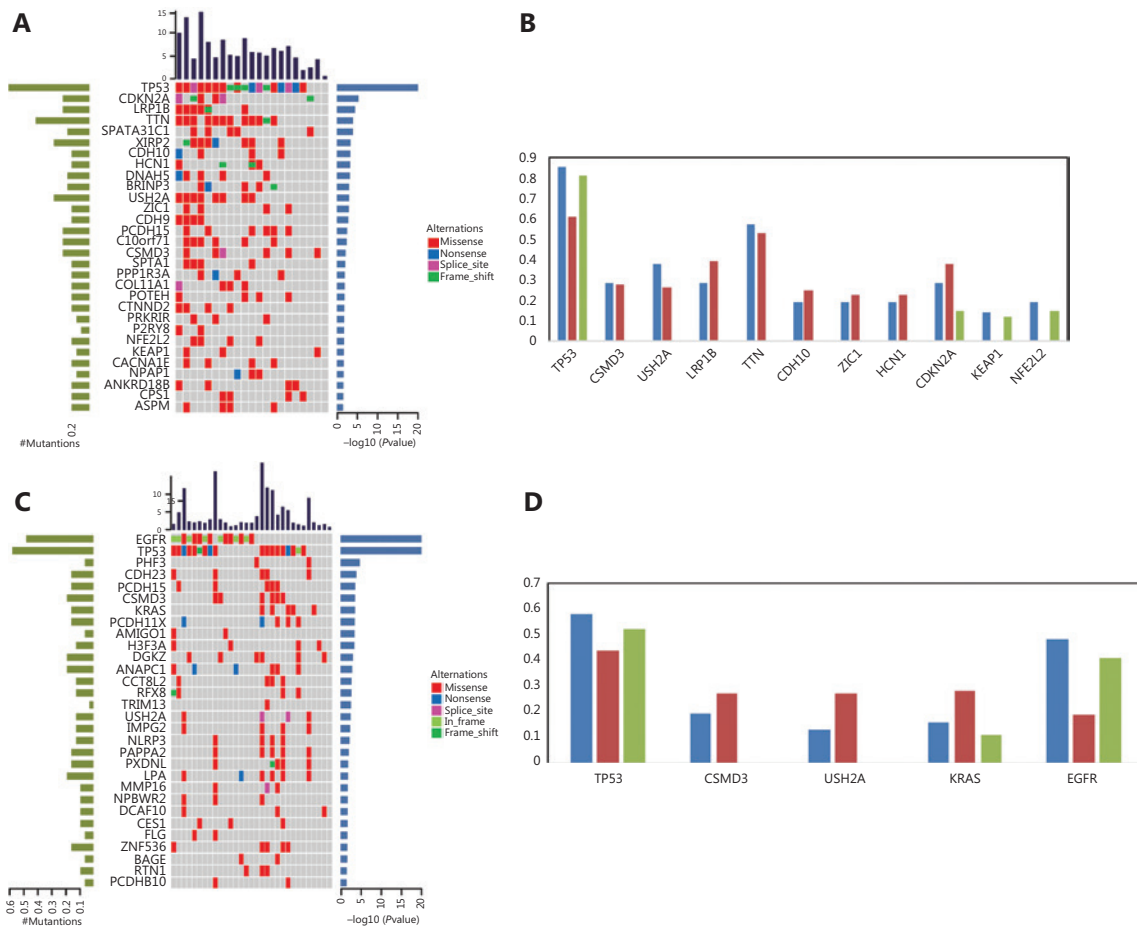 A
15
10
5
0
TP53
CDKN2A
LRP1B
TTN
SPATA31C1
XIRP2
CDH10
HCN1
DNAH5
BRINP3
USH2A
ZIC1
CDH9
PCDH15
C10orf71
CSMD3
SPTA1
PPP1R3A
COL11A1
POTEH
CTNND2
PRKRIR
P2RY8
NFE2L2
KEAP1
CACNA1E
NPAP1
ANKRD18B
CPS1
ASPM
0.2
#Mutantions
0
5
10
15
20
−log10 (Pvalue)
Alternations
Missense
Nonsense
Splice_site
Frame_shift
B
0.9
0.8
0.7
0.6
0.5
0.4
0.3
0.2
0.1
0
TP53
CSMD3
USH2A
LRP1B
TTN
CDH10
ZIC1
HCN1
CDKN2A
KEAP1
NFE2L2
C
10
15
5
0
EGFR
TP53
PHF3
CDH23
PCDH15
CSMD3
KRAS
PCDH11X
AMIGO1
H3F3A
DGKZ
ANAPC1
CCT8L2
RFX8
TRIM13
USH2A
IMPG2
NLRP3
PAPPA2
PXDNL
LPA
MMP16
NPBWR2
DCAF10
CES1
FLG
ZNF536
BAGE
RTN1
PCDHB10
0.6
0.5
0.4
0.3
0.2
0.1
#Mutantions
0
5
10
15
20
−log10 (Pvalue)
Alternations
Missense
Nonsense
Splice_site
In_frame
Frame_shift
D
0.7
0.6
0.5
0.4
0.3
0.2
0.1
0
TP53
CSMD3
USH2A
KRAS
EGFR